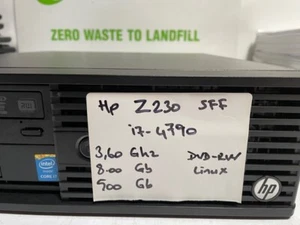 ZERO WASTE TO LANDFILL
Hp Z230 SFF
i7-4790
3,60 Ghz DVD-RW
8.00 Gb Linux
500 Gb
hp